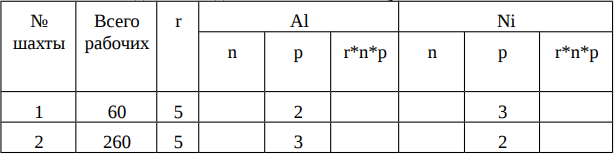 № шахты Всего рабочих r Al Ni
n p r*n*p n p r*n*p
1 60 5 2 3
2 260 5 3 2